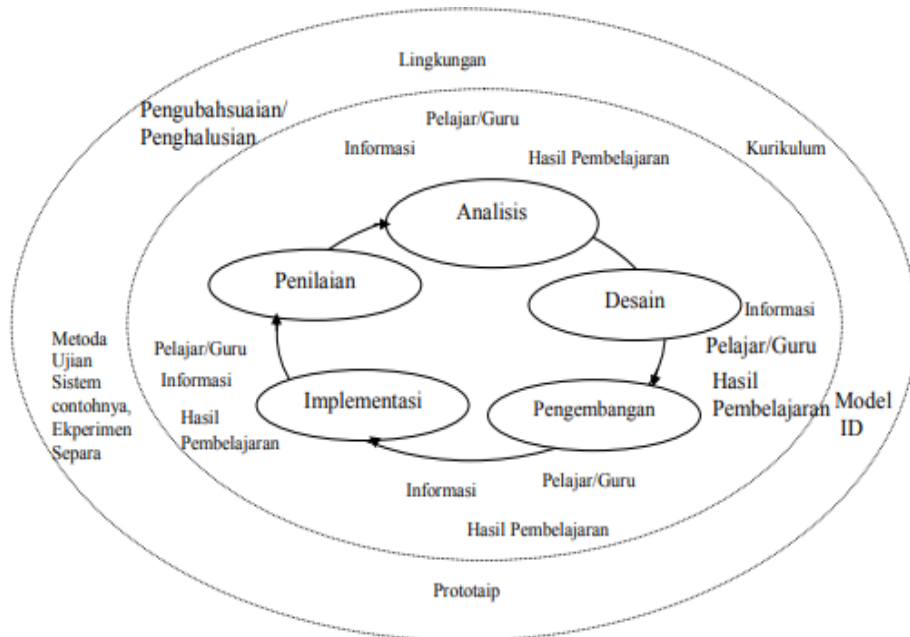 Lingkungan
Pengubahsuaian/
Penghalusian
Pelajar/Guru
Informasi
Hasil Pembelajaran
Kurikulum
Analisis
Penilaian
Desain
Informasi
Pelajar/Guru
Hasil
Pembelajaran
Model
ID
Metoda
Ujian
Sistem
contohnya,
Ekperimen
Separa
Pelajar/Guru
Informasi
Hasil
Pembelajaran
Implementasi
Pengembangan
Pelajar/Guru
Informasi
Hasil Pembelajaran
Prototaip